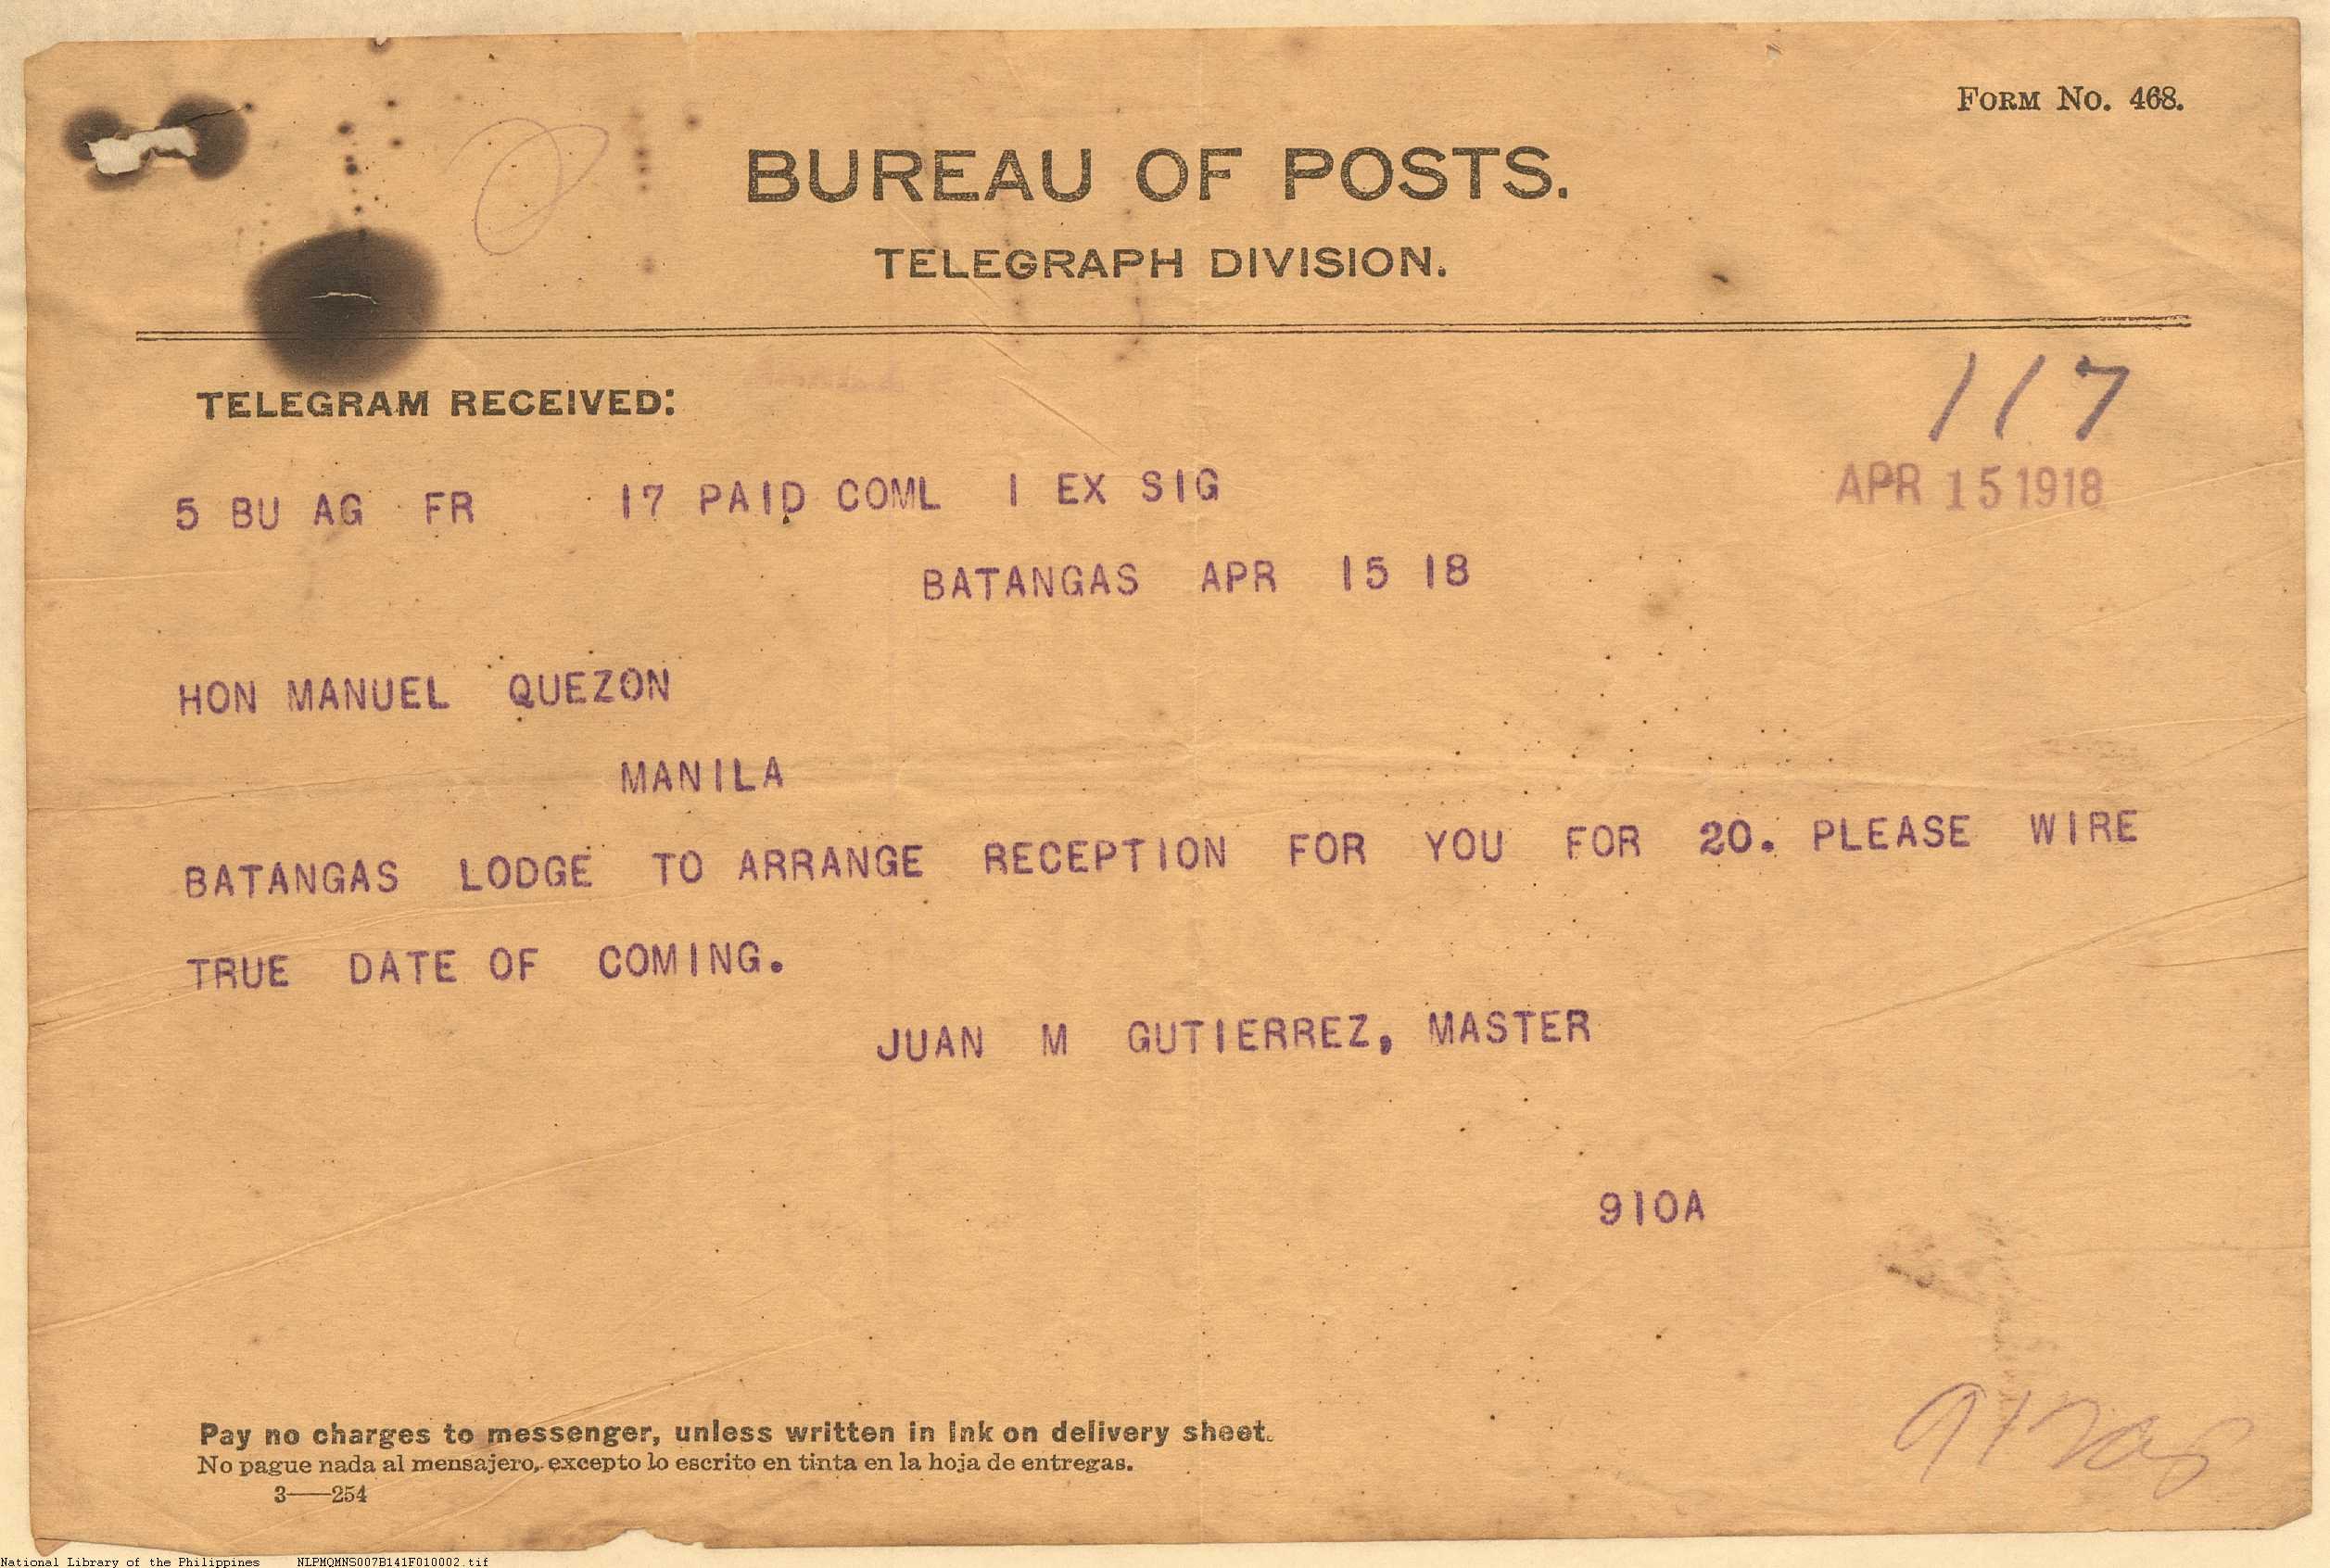 FORM NO. 468.
BUREAU OF POSTS.
TELEGRAPH DIVISION.
TELEGRAM RECEIVED:
117
5 BU AG FR 17 PAID COML 1 EX SIG
APR 15 1918
BATANGAS APR 15 18
HON MANUEL QUEZON
MANILA
BATANGAS LODGE TO ARRANGE RECEPTION FOR YOU FOR 20. PLEASE WIRE
TRUE DATE OF COMING.
JUAN M GUTIERREZ, MASTER
910A
Pay no charges to messenger, unless written in ink on delivery sheet.
No pague nada al mensajero, excepto lo escrito en tinta en la hoja de entregas.
3——254
National Library of the Philippines NLPMQMNS007B141F010002.tif